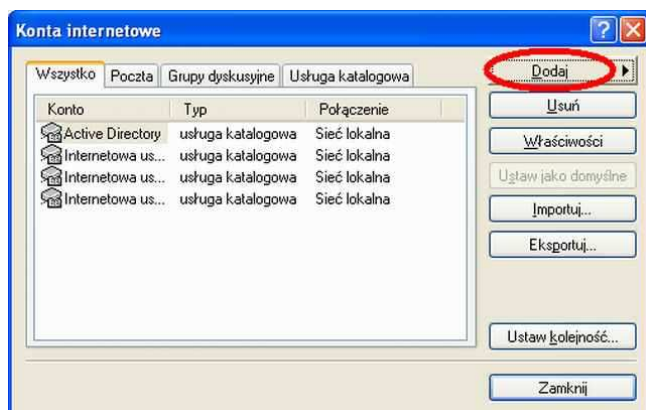 Konta internetowe
Wszystko Poczta Grupy dyskusyjne Usługa katalogowa
Konto Typ Połączenie
Active Directory usługa katalogowa Sieć lokalna
Internetowa us... usługa katalogowa Sieć lokalna
Internetowa us... usługa katalogowa Sieć lokalna
Internetowa us... usługa katalogowa Sieć lokalna
Dodaj
Usuń
Właściwości
Ustaw jako domyślne
Importuj...
Eksportuj...
Ustaw kolejność...
Zamknij